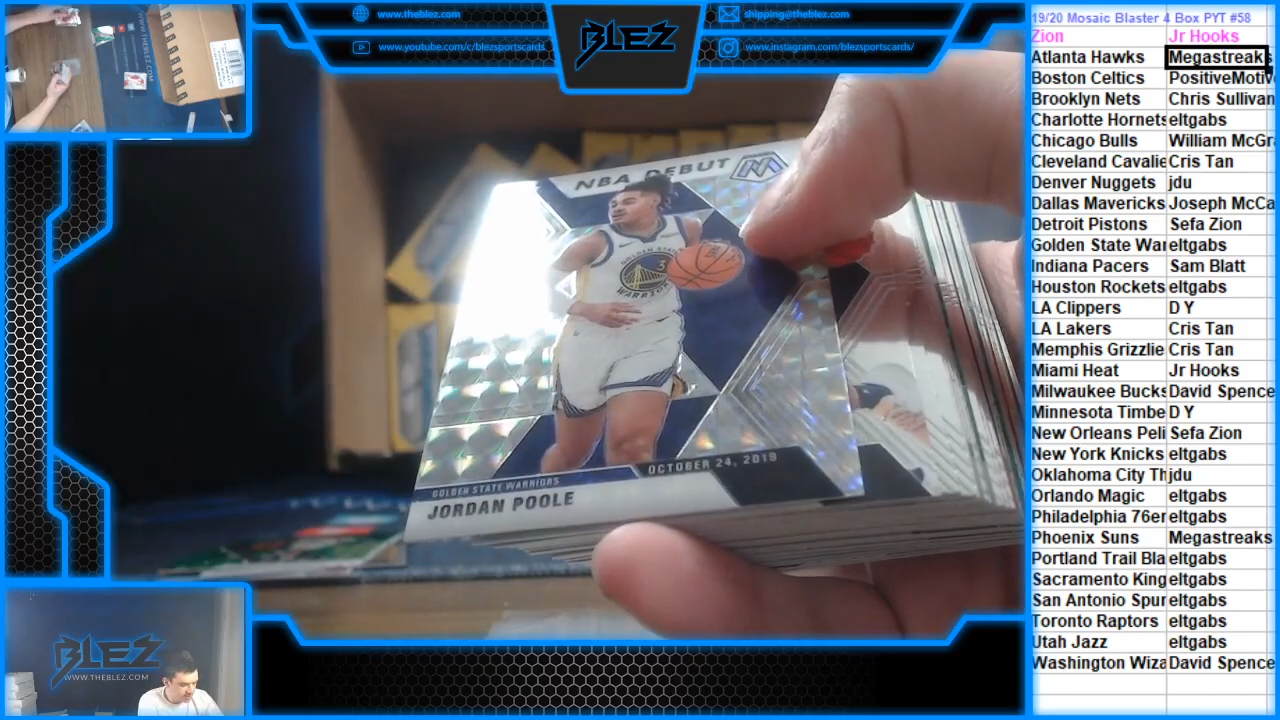 www.theblez.com
www.youtube.com/c/blezsportscards
BLEZ
shipping@theblez.com
www.instagram.com/blezsportscards/
NBA DEBUT
GOLDEN STATE
WARRIORS
OCTOBER 24, 2019
GOLDEN STATE WARRIORS
JORDAN POOLE
BLEZ
WWW.THEBLEZ.COM
19/20 Mosaic Blaster 4 Box PYT #58
Zion Jr Hooks
Atlanta Hawks Megastreaks
Boston Celtics PositiveMotiv
Brooklyn Nets Chris Sullivan
Charlotte Hornets eltgabs
Chicago Bulls William McGra
Cleveland Cavalie Cris Tan
Denver Nuggets jdu
Dallas Mavericks Joseph McCa
Detroit Pistons Sefa Zion
Golden State War eltgabs
Indiana Pacers Sam Blatt
Houston Rockets eltgabs
LA Clippers D Y
LA Lakers Cris Tan
Memphis Grizzlie Cris Tan
Miami Heat Jr Hooks
Milwaukee Bucks David Spence
Minnesota Timbe D Y
New Orleans Peli Sefa Zion
New York Knicks eltgabs
Oklahoma City Th jdu
Orlando Magic eltgabs
Philadelphia 76er eltgabs
Phoenix Suns Megastreaks
Portland Trail Bla eltgabs
Sacramento King eltgabs
San Antonio Spur eltgabs
Toronto Raptors eltgabs
Utah Jazz eltgabs
Washington Wiza David Spence